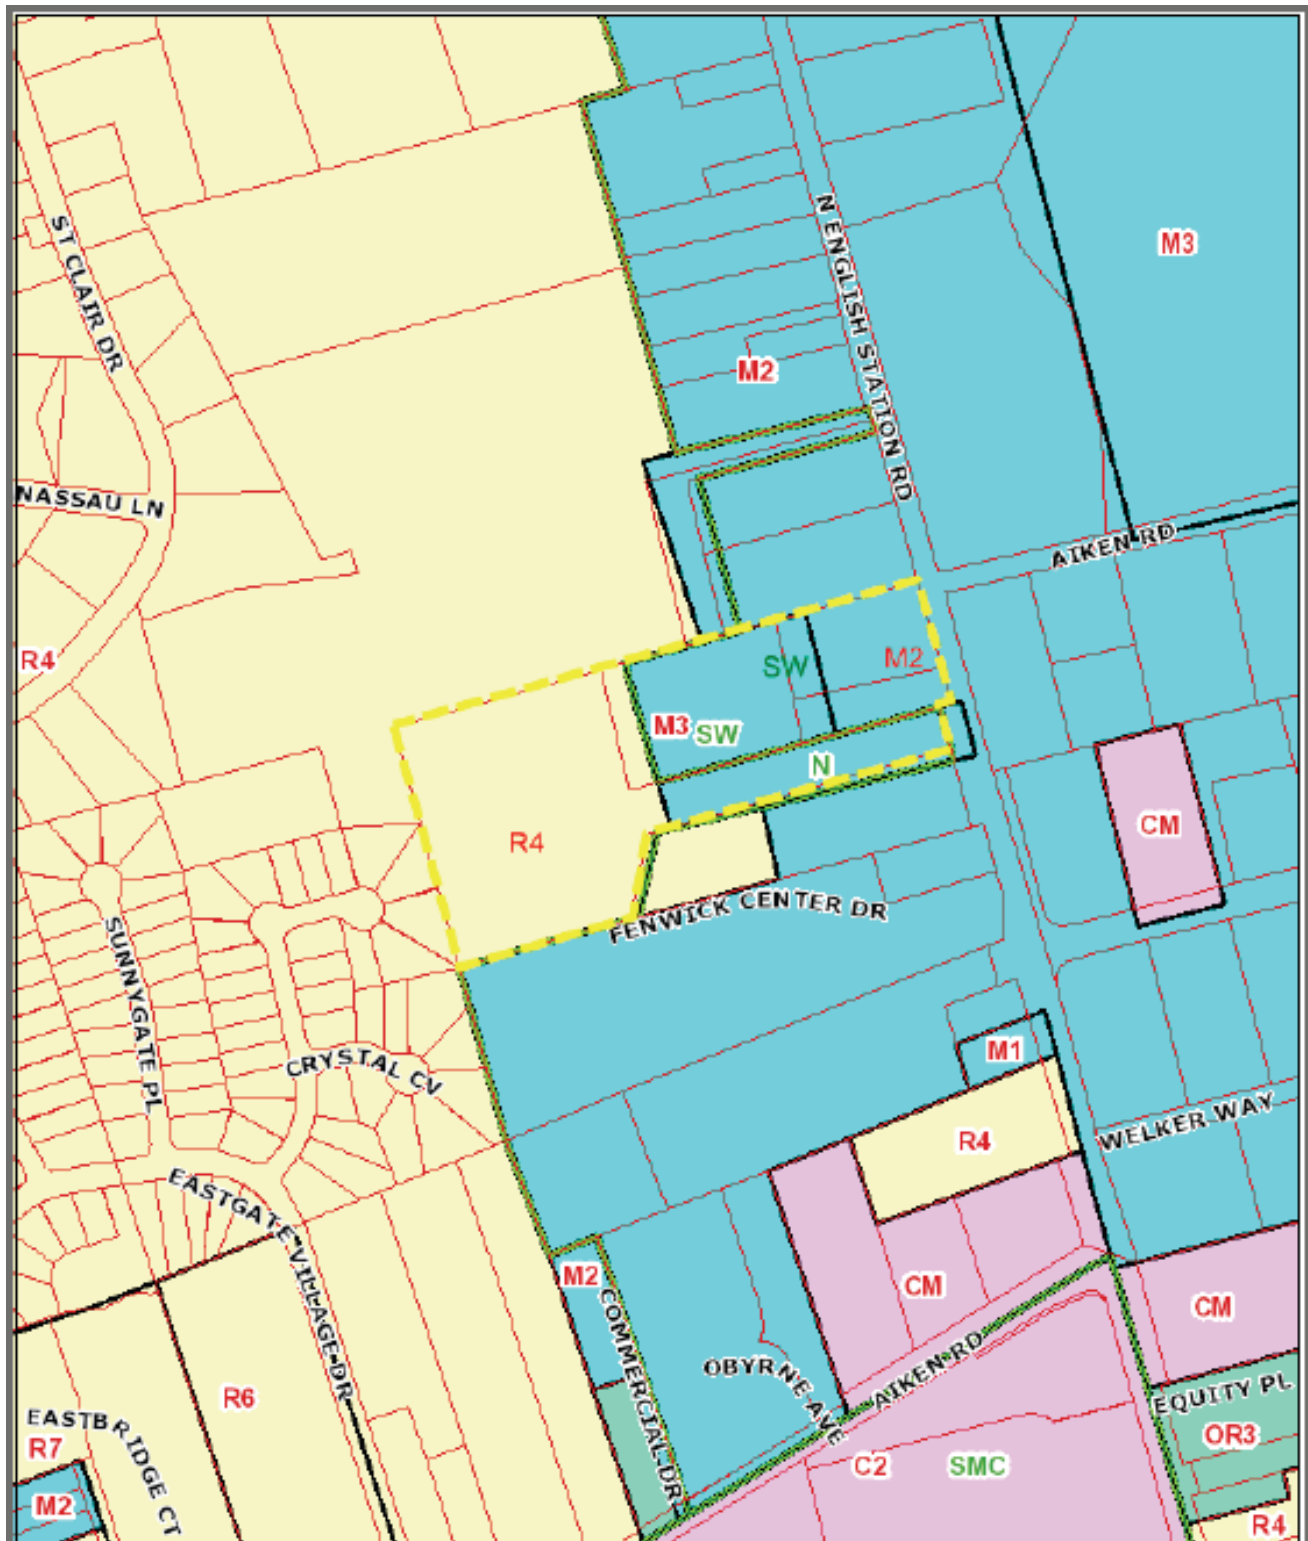 ST CLAIR DR
N ENGLISH STATION RD
M3
M2
NASSAU LN
AIKEN RD
R4
SW
M2
M3
SW
N
R4
CM
FENWICK CENTER DR
SUNNYGATE PL
CRYSTAL CV
M1
WELKER WAY
R4
EASTGATE VILLAGE DR
M2
CM
CM
COMMERCIAL DR
OBYRNE AVE
AIKEN RD
EQUITY PL
R6
EASTBRIDGE CT
R7
OR3
C2
SMC
M2
R4